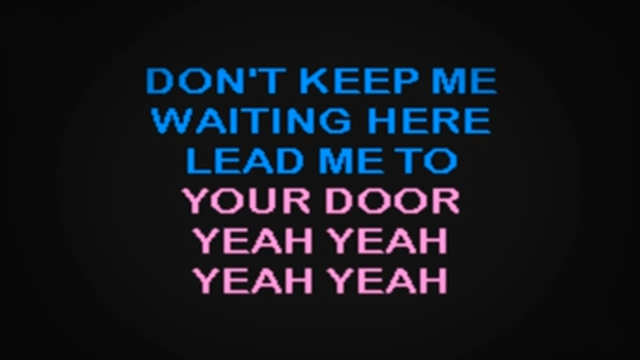 DON'T KEEP ME
WAITING HERE
LEAD ME TO
YOUR DOOR
YEAH YEAH
YEAH YEAH